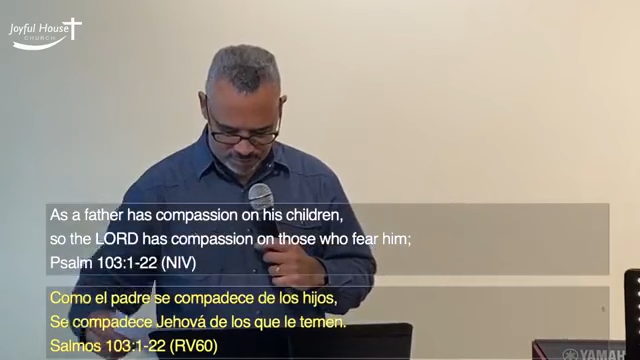 Joyful House
CHURCH
As a father has compassion on his children,
so the LORD has compassion on those who fear him;
Psalm 103:1-22 (NIV)
Como el padre se compadece de los hijos,
Se compadece Jehová de los que le temen.
Salmos 103:1-22 (RV60)
YAMAH